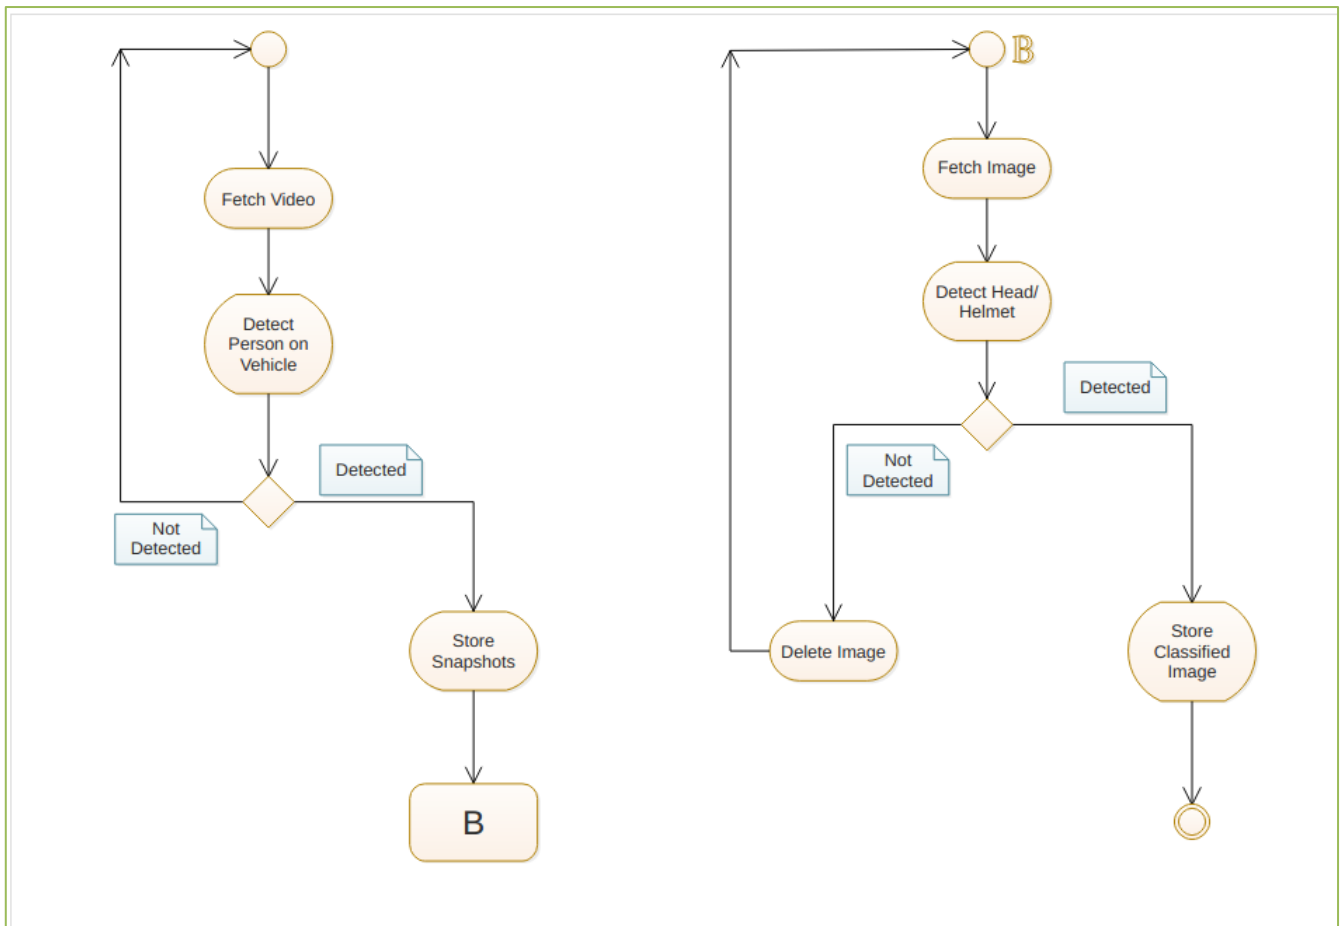 Fetch Video
Detect
Person on
Vehicle
Detected
Not
Detected
Store
Snapshots
B
B
Fetch Image
Detect Head/
Helmet
Detected
Not
Detected
Delete Image
Store
Classified
Image